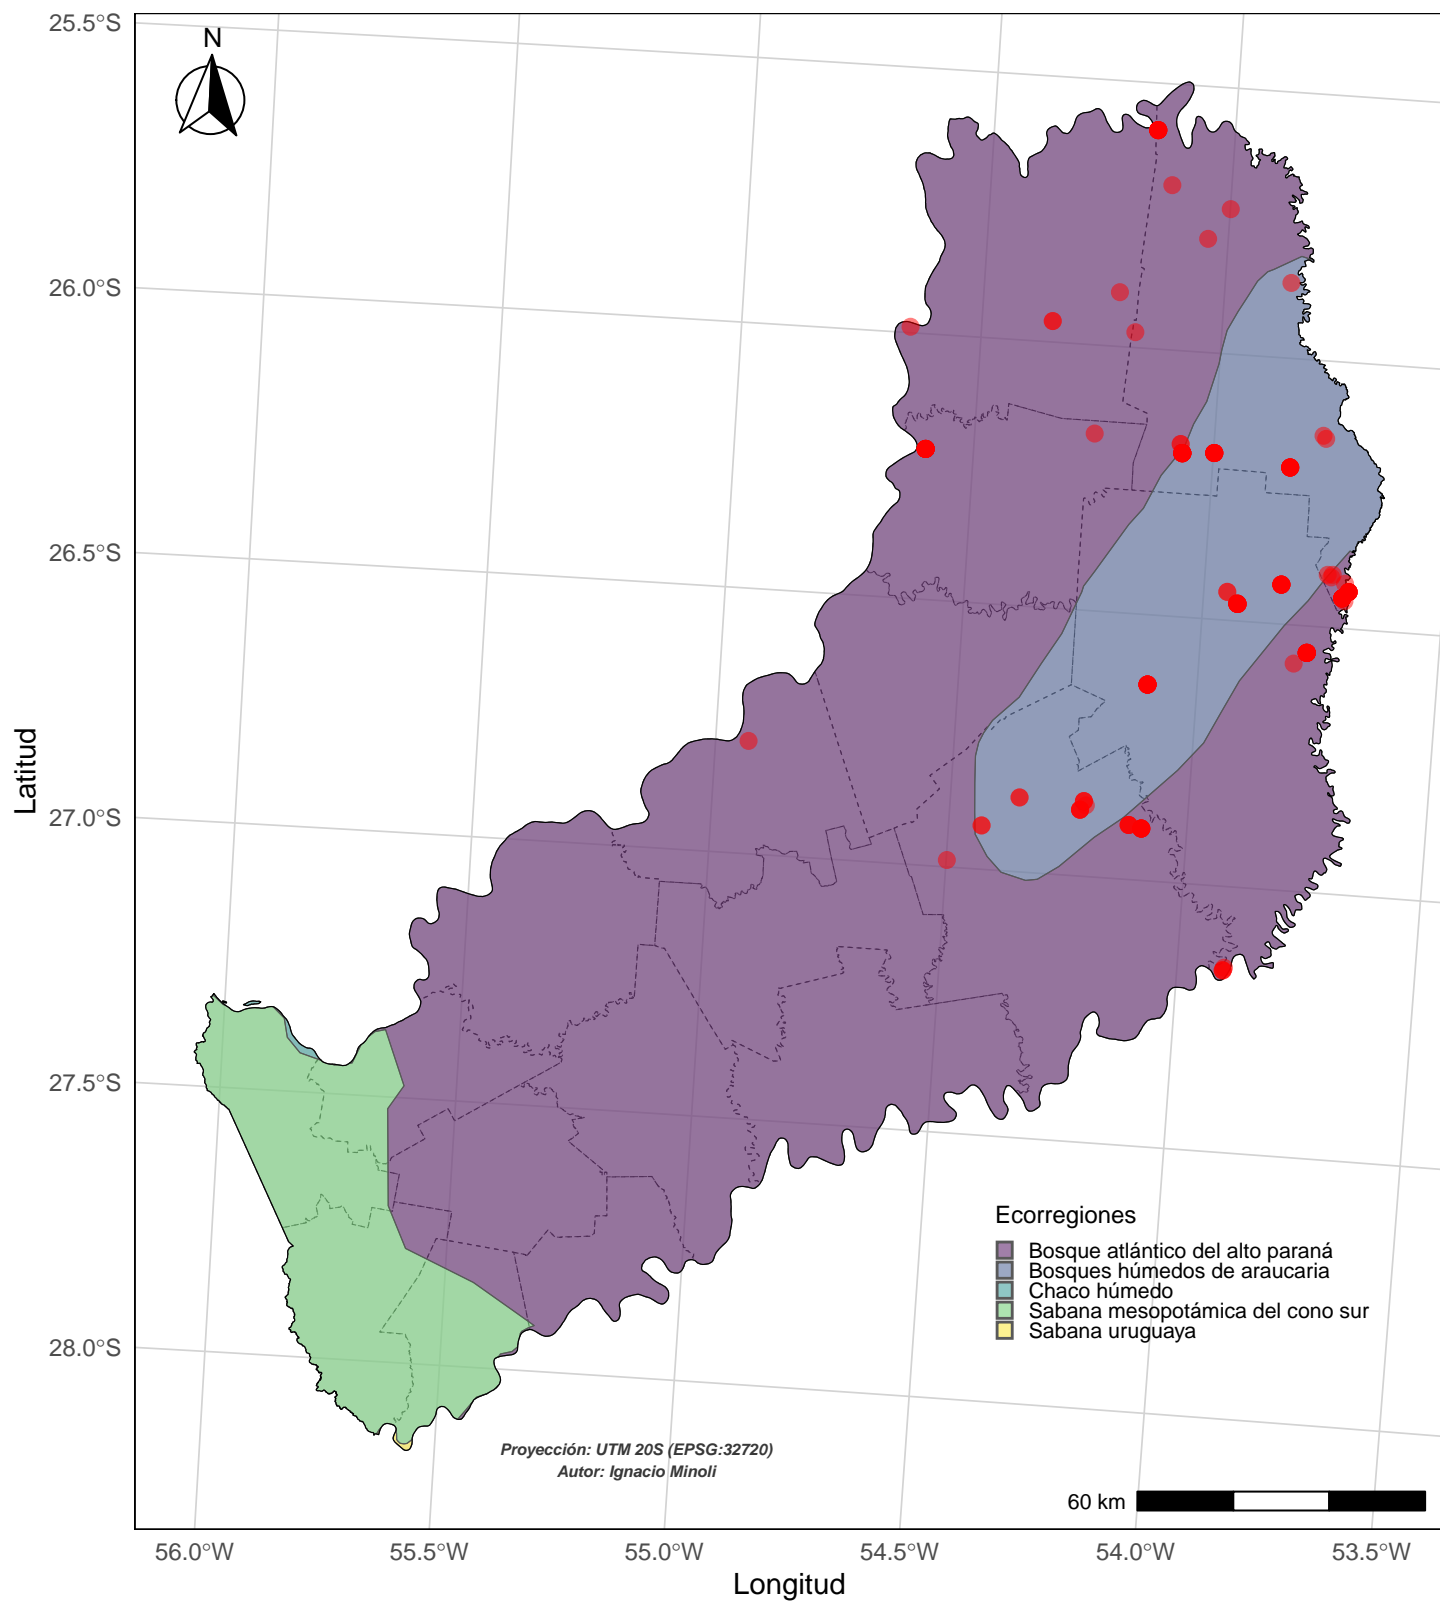 N
25.5°S
26.0°S
26.5°S
27.0°S
27.5°S
28.0°S
Latitud
Ecorregiones
Bosque atlántico del alto paraná
Bosques húmedos de araucaria
Chaco húmedo
Sabana mesopotámica del cono sur
Sabana uruguaya
Proyección: UTM 20S (EPSG:32720)
Autor: Ignacio Minoli
60 km
56.0°W 55.5°W 55.0°W 54.5°W 54.0°W 53.5°W
Longitud